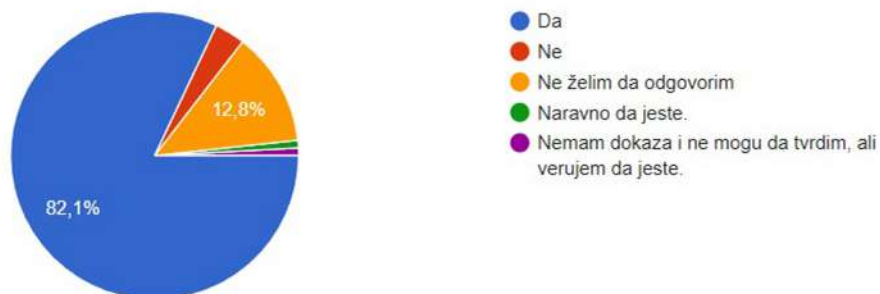 Da
Ne
Ne želim da odgovorim
Naravno da jeste.
Nemam dokaza i ne mogu da tvrdim, ali
verujem da jeste.
12,8%
82,1%